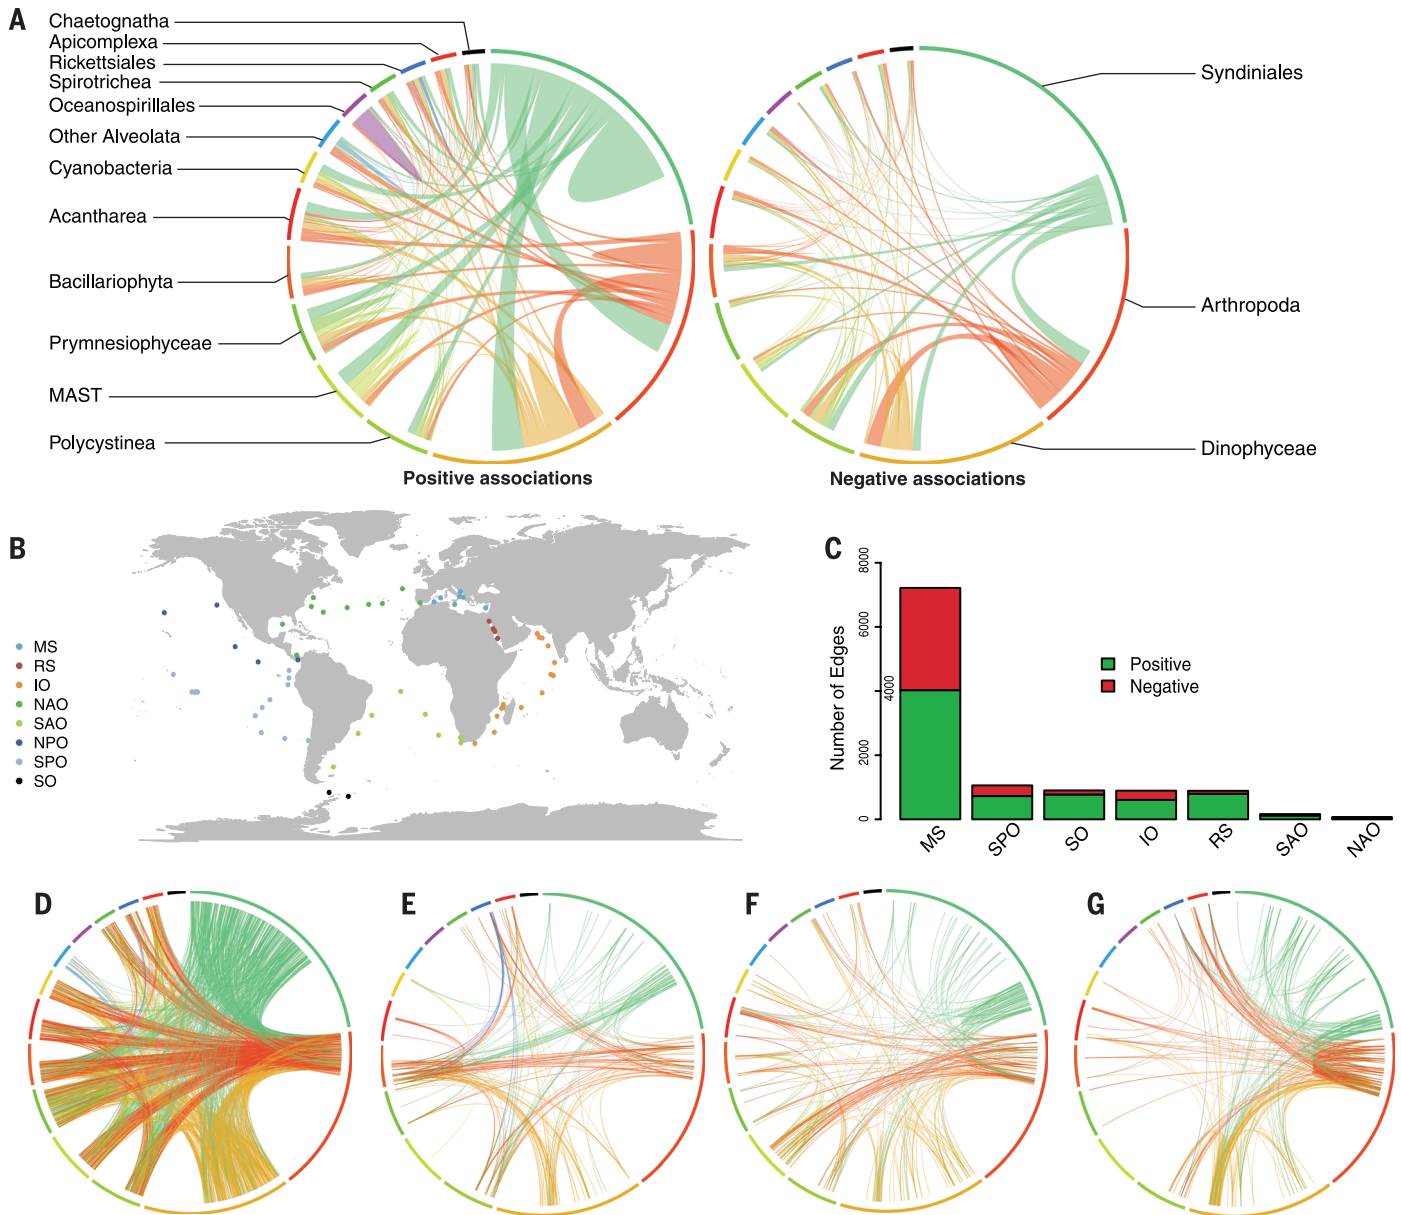 A
Chaetognatha
Apicomplexa
Rickettsiales
Spirotrichea
Oceanospirillales
Other Alveolata
Cyanobacteria
Acantharea
Bacillariophyta
Prymnesiophyceae
MAST
Polycystinea
Syndiniales
Arthropoda
Dinophyceae
Positive associations
Negative associations
B
MS
RS
IO
NAO
SAO
NPO
SPO
SO
C
Number of Edges
8000
6000
4000
2000
0
Positive
Negative
MS
SPO
SO
IO
RS
SAO
NAO
D
E
F
G